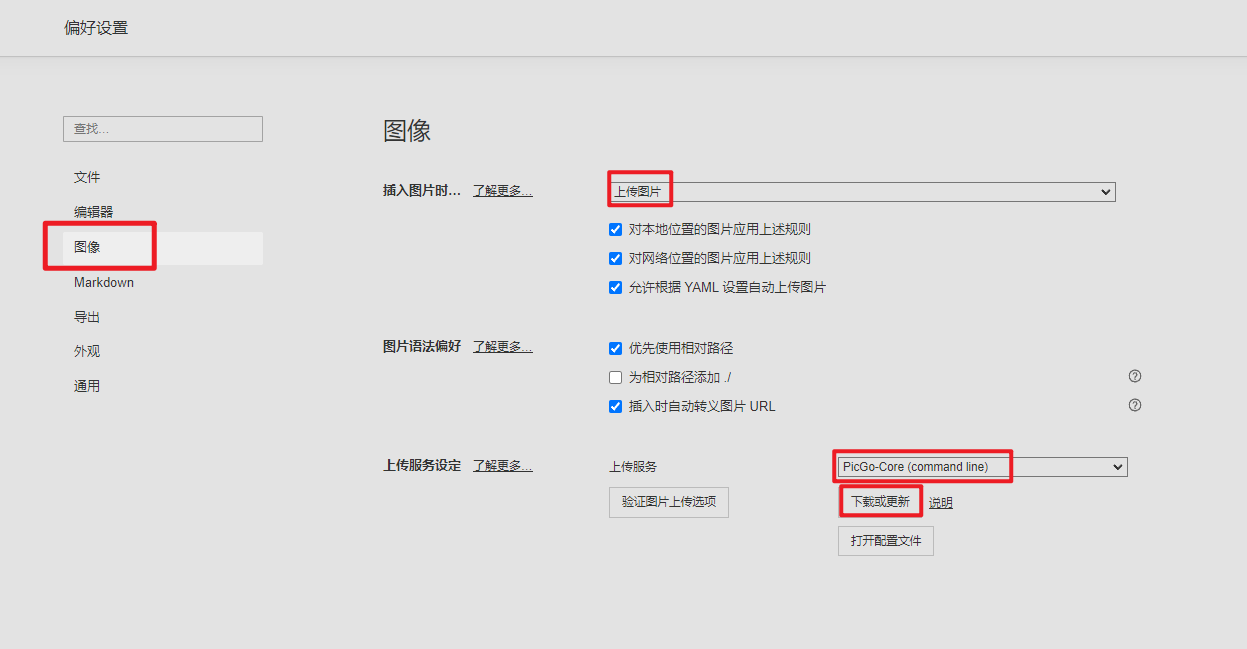 偏好设置
查找...
文件
编辑器
图像
Markdown
导出
外观
通用
图像
插入图片时... 了解更多... 上传图片
对本地位置的图片应用上述规则
对网络位置的图片应用上述规则
允许根据 YAML 设置自动上传图片
图片语法偏好 了解更多... 优先使用相对路径
为相对路径添加 ./
插入时自动转义图片 URL
上传服务设定 了解更多... 上传服务 PicGo-Core (command line)
验证图片上传选项 下载或更新 说明
打开配置文件